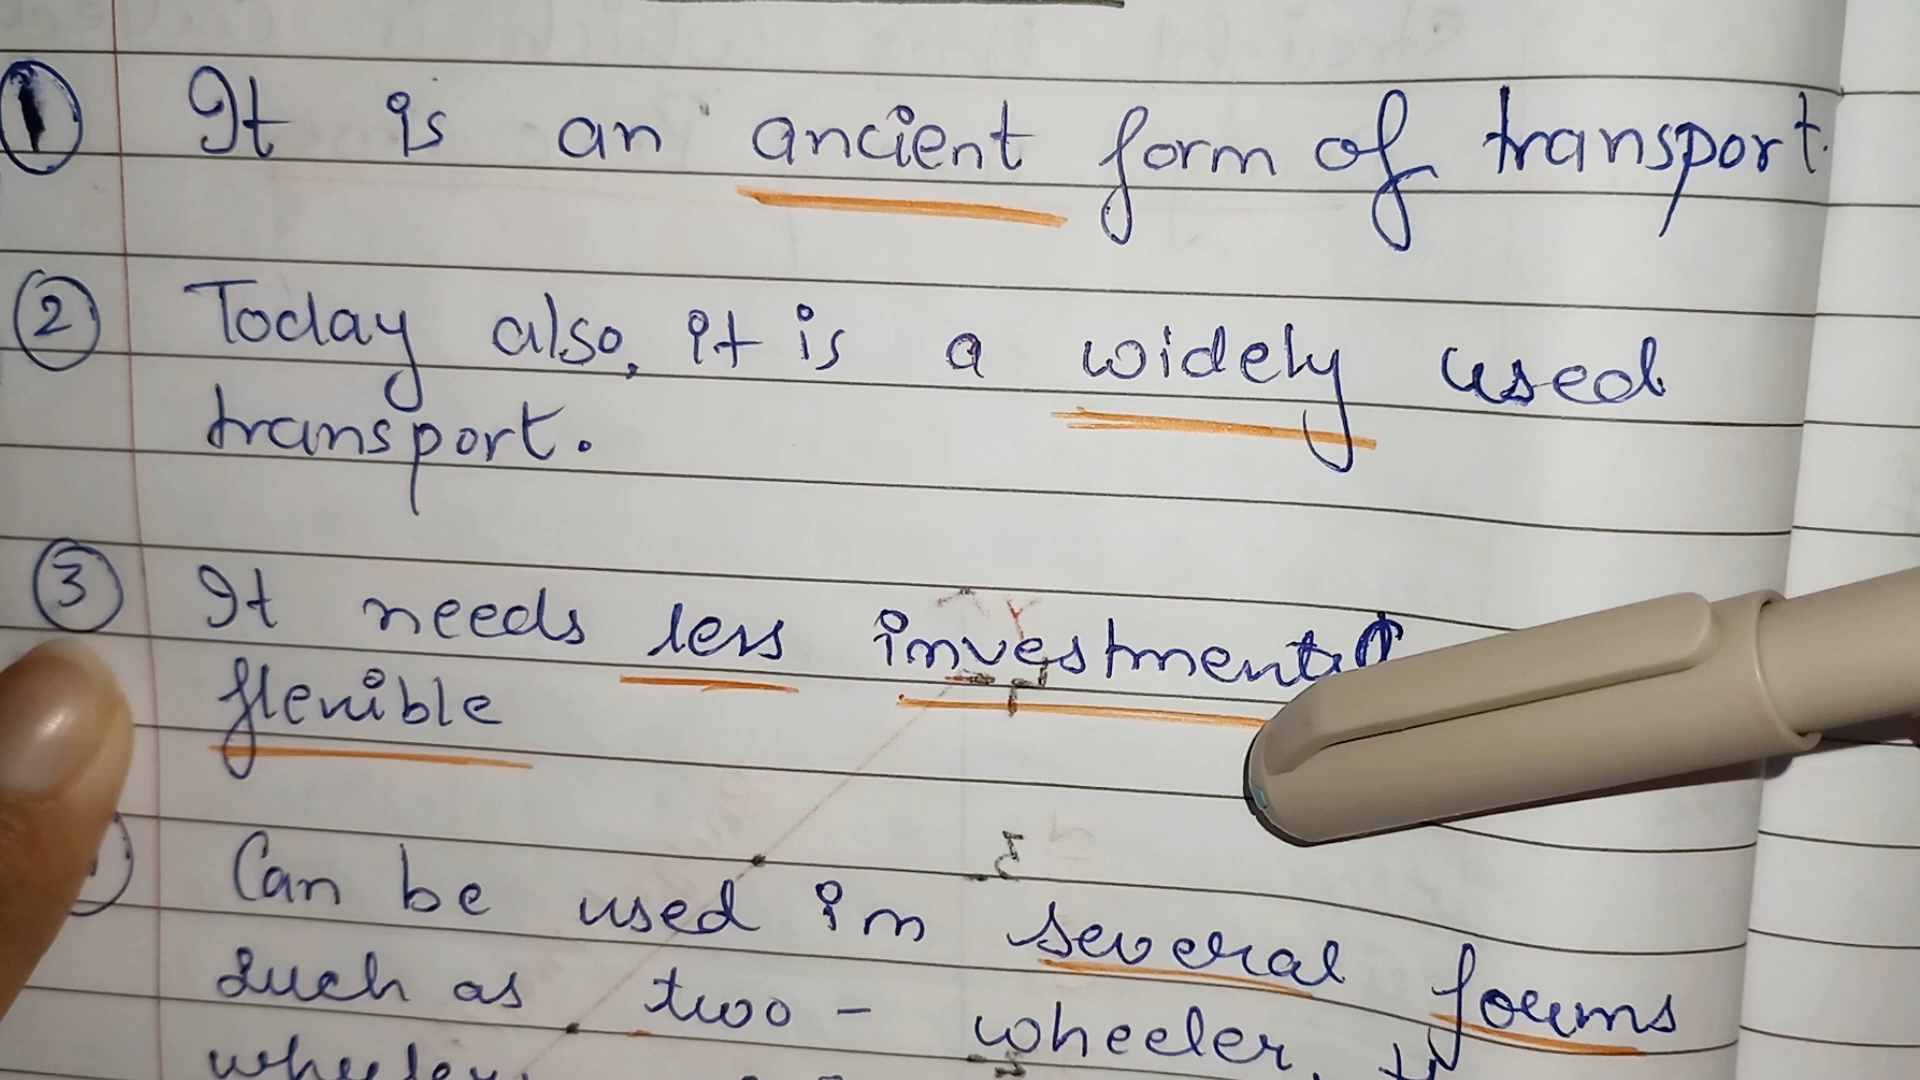 1 It is an ancient form of transport.
2 Today also, it is a widely used
transport.
3 It needs less investment
flexible
Can be used in several forms
such as two - wheeler,
wheeler,